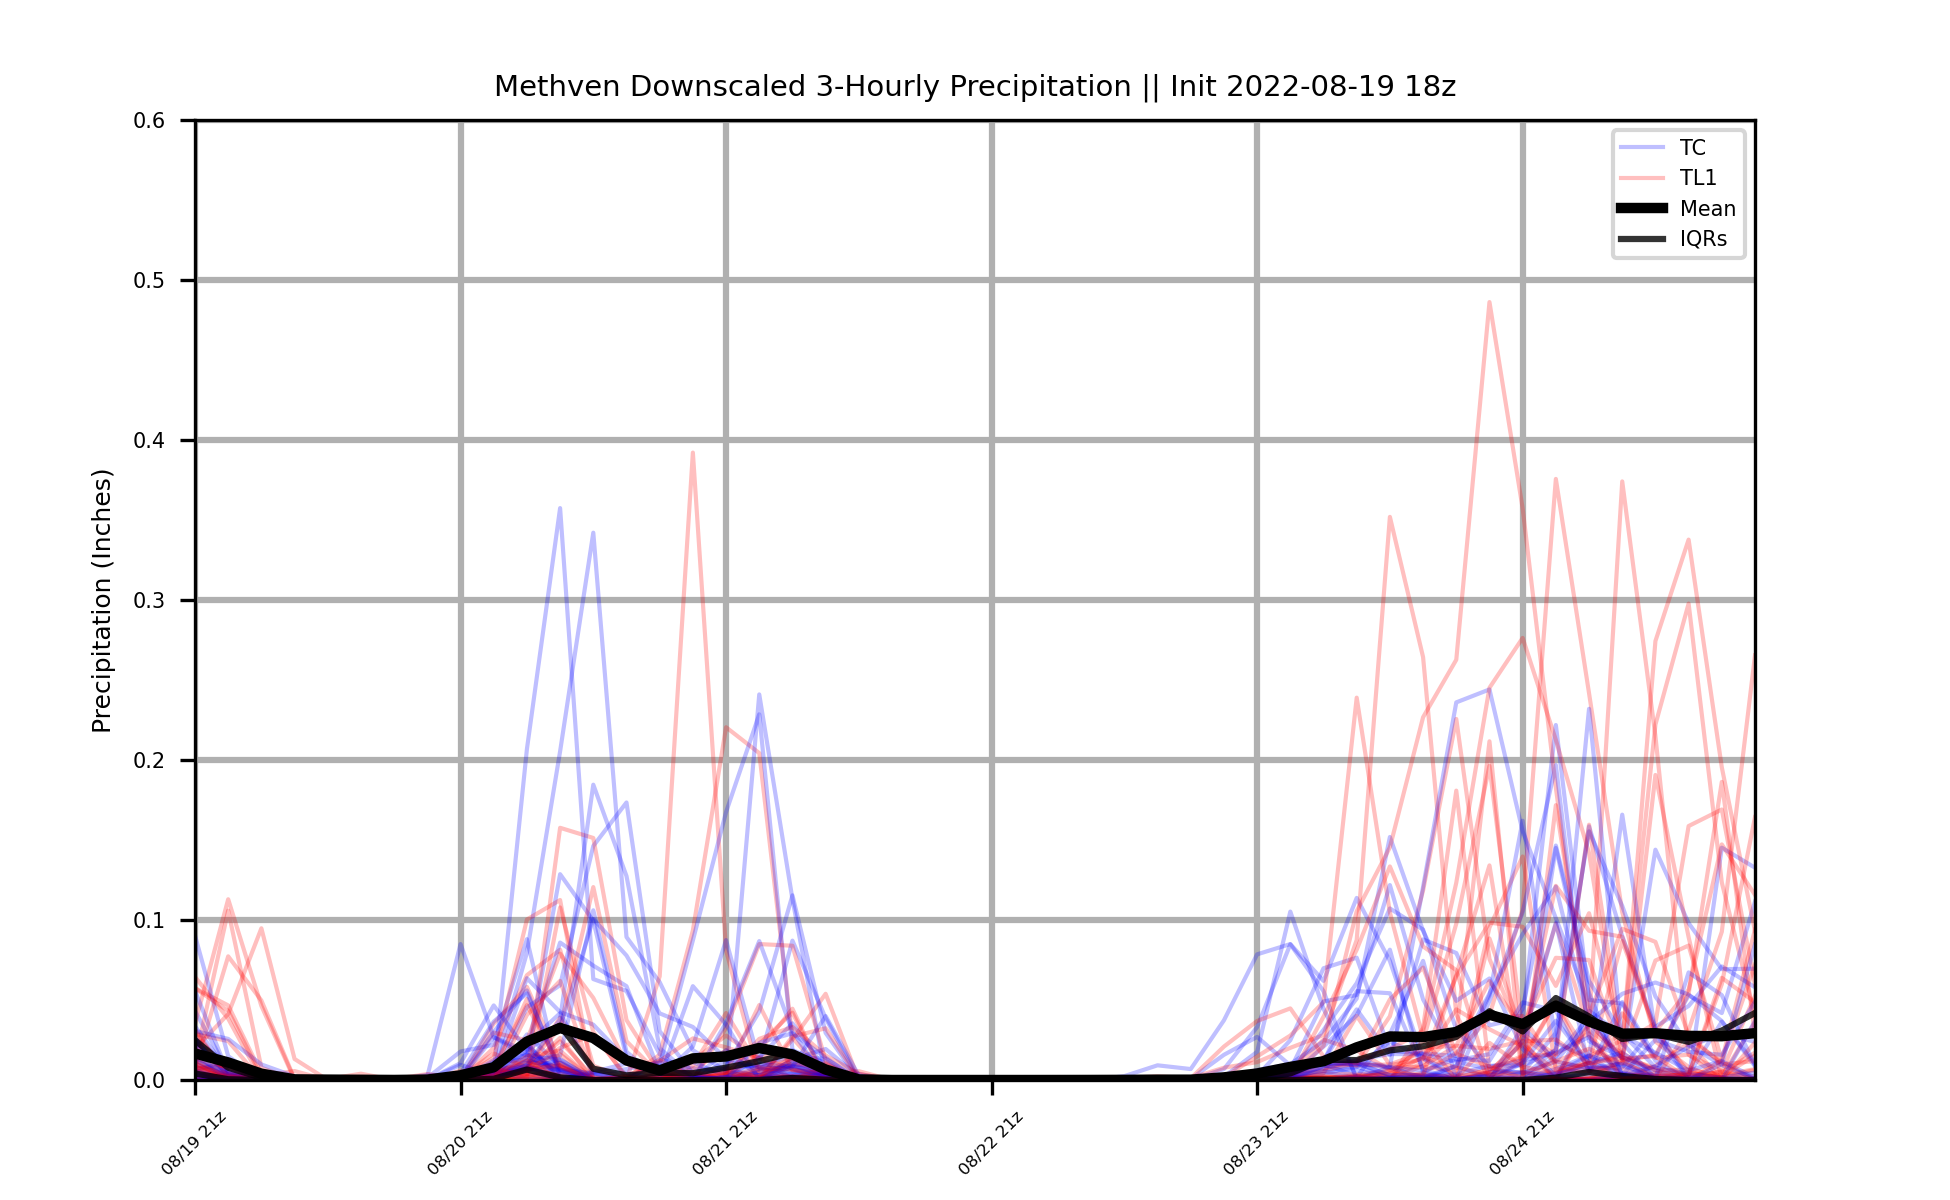 Methven Downscaled 3-Hourly Precipitation || Init 2022-08-19 18z
TC
TL1
Mean
IQRs
Precipitation (Inches)
0.6
0.5
0.4
0.3
0.2
0.1
0.0
08/19 21z
08/20 21z
08/21 21z
08/22 21z
08/23 21z
08/24 21z